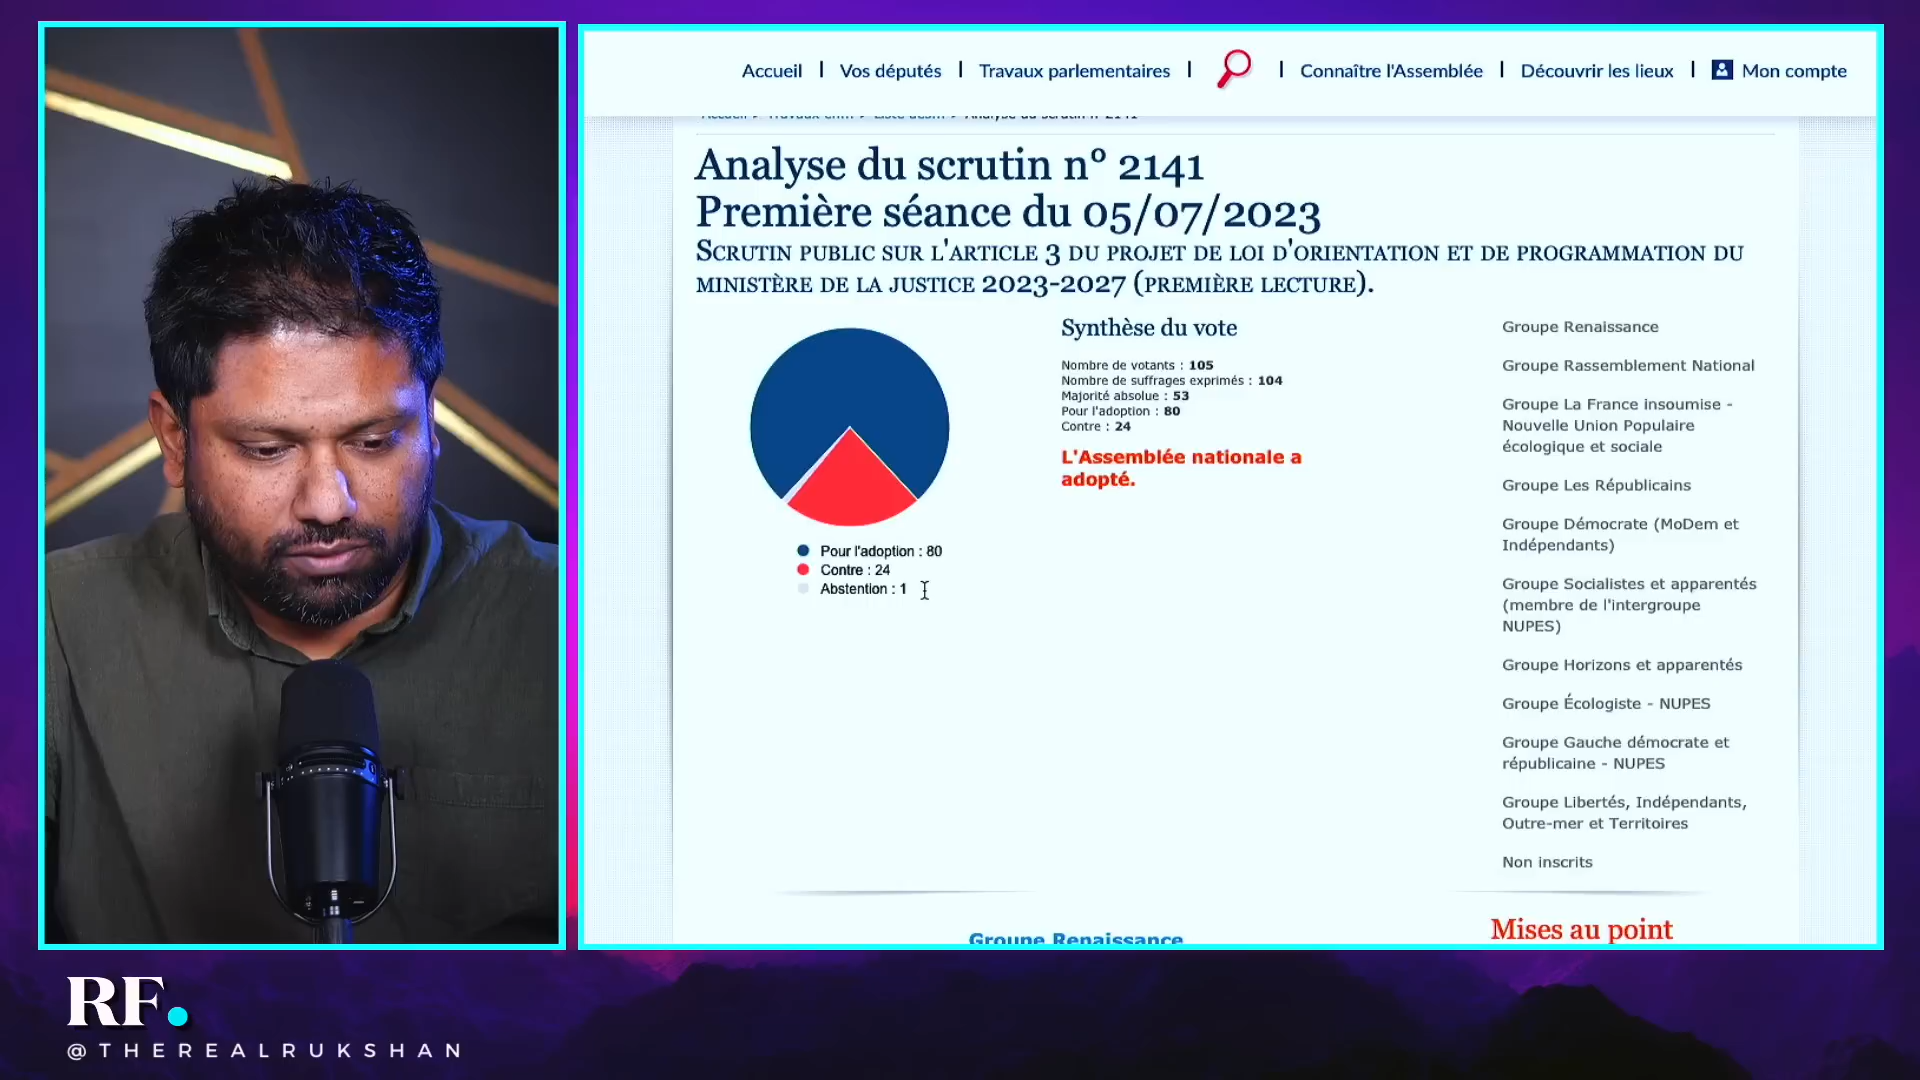 Accueil | Vos députés | Travaux parlementaires | | Connaître l'Assemblée | Découvrir les lieux | Mon compte
Analyse du scrutin n° 2141
Analyse du scrutin n° 2141
Première séance du 05/07/2023
Scrutin public sur l'article 3 du projet de loi d'orientation et de programmation du
ministère de la justice 2023-2027 (première lecture).
Pour l'adoption : 80
Contre : 24
Abstention : 1
Synthèse du vote
Nombre de votants : 105
Nombre de suffrages exprimés : 104
Majorité absolue : 53
Pour l'adoption : 80
Contre : 24
L'Assemblée nationale a
adopté.
Groupe Renaissance
Groupe Rassemblement National
Groupe La France insoumise -
Nouvelle Union Populaire
écologique et sociale
Groupe Les Républicains
Groupe Démocrate (MoDem et
Indépendants)
Groupe Socialistes et apparentés
(membre de l'intergroupe
NUPES)
Groupe Horizons et apparentés
Groupe Écologiste - NUPES
Groupe Gauche démocrate et
républicaine - NUPES
Groupe Libertés, Indépendants,
Outre-mer et Territoires
Non inscrits
Groupe Renaissance
Mises au point
RF.
@THEREALRUKSHAN